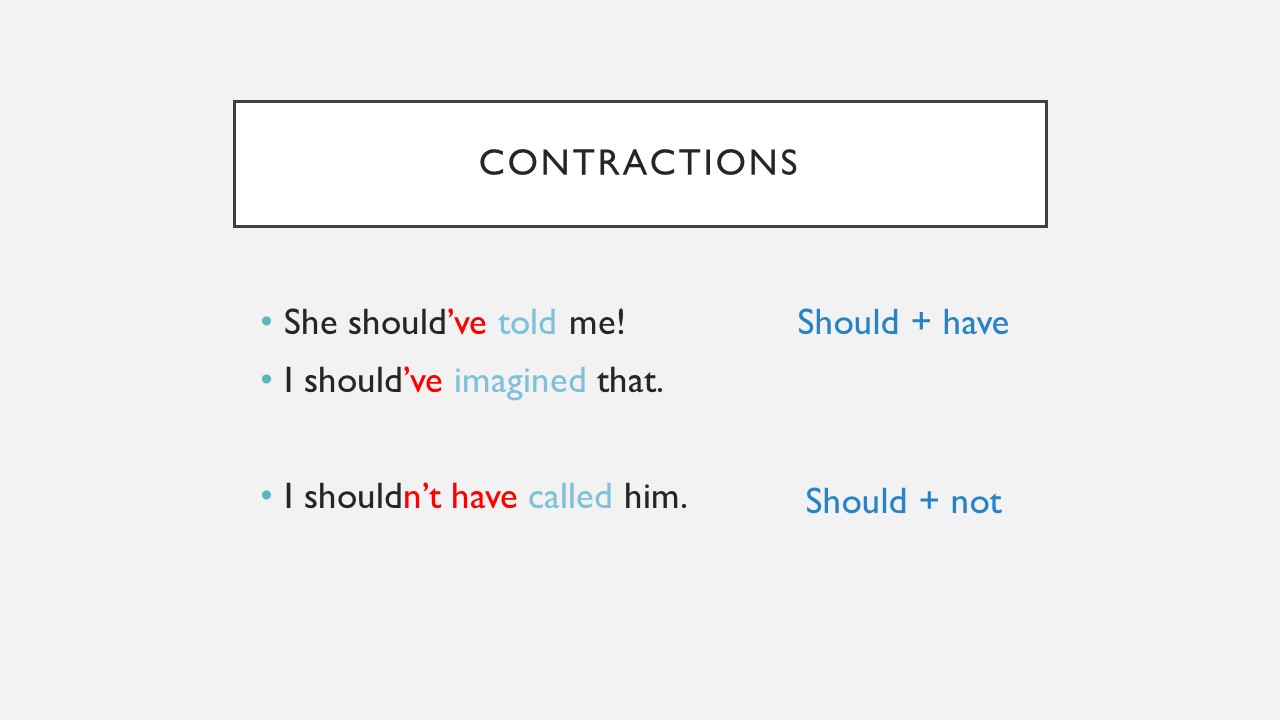 CONTRACTIONS
• She should’ve told me!
Should + have
• I should’ve imagined that.
• I shouldn’t have called him.
Should + not